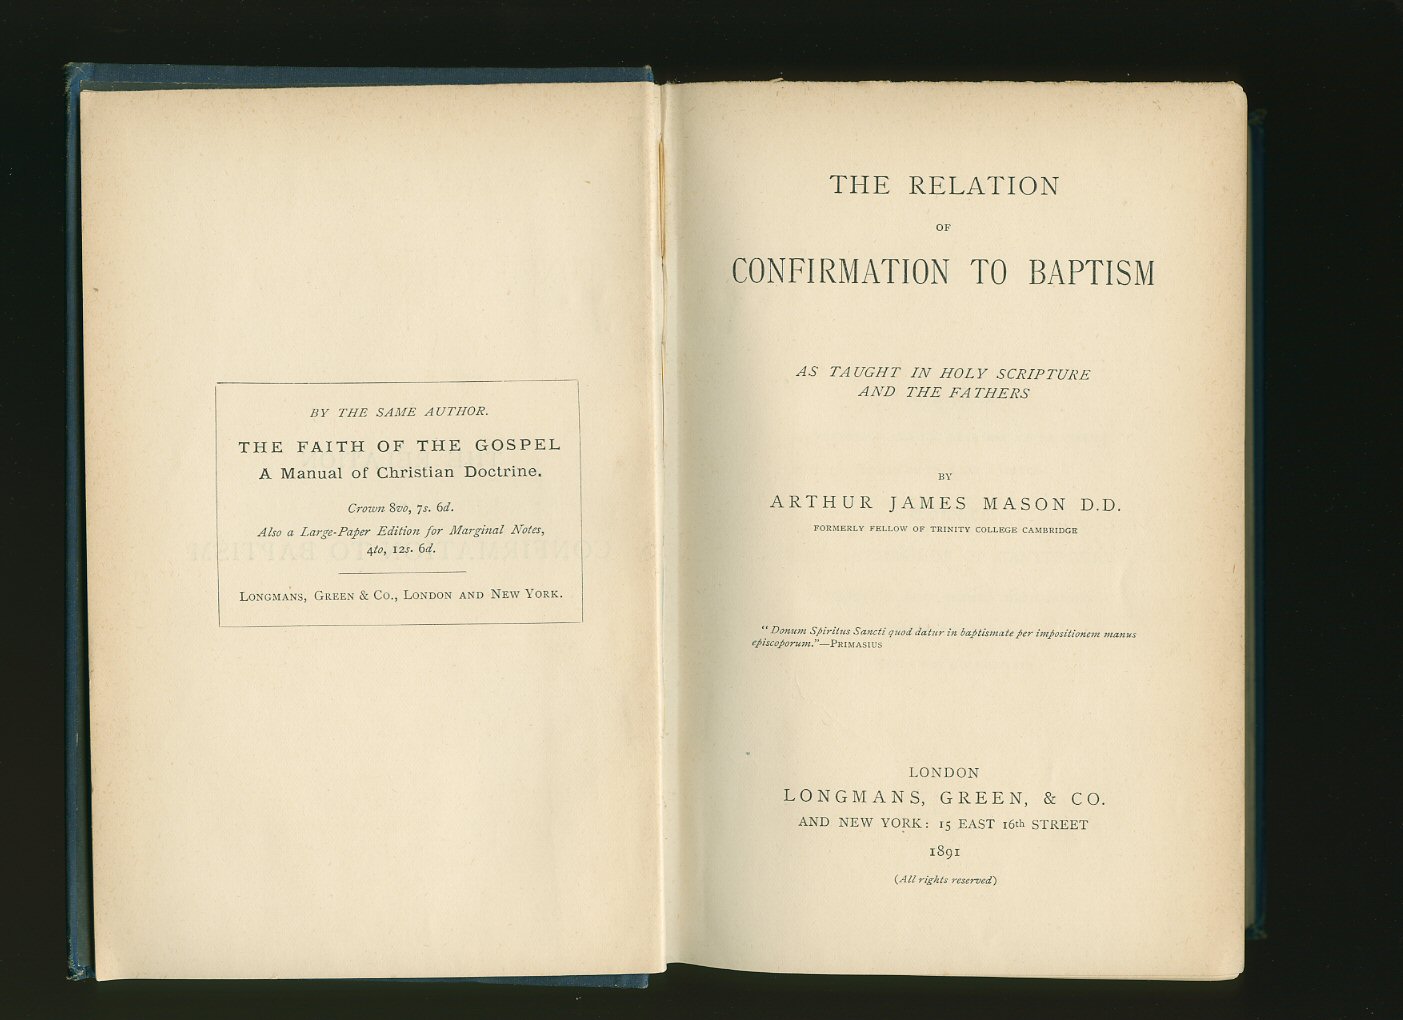 BY THE SAME AUTHOR.
THE FAITH OF THE GOSPEL
A Manual of Christian Doctrine.
Crown 8vo, 7s. 6d.
Also a Large-Paper Edition for Marginal Notes,
4to, 12s. 6d.
LONGMANS, GREEN & CO., LONDON AND NEW YORK.
THE RELATION
OF
CONFIRMATION TO BAPTISM
AS TAUGHT IN HOLY SCRIPTURE
AND THE FATHERS
BY
ARTHUR JAMES MASON D.D.
FORMERLY FELLOW OF TRINITY COLLEGE CAMBRIDGE
"Donum Spiritus Sancti quod datur in baptismate per impositionem manus
episcoporum."—PRIMASIUS
LONDON
LONGMANS, GREEN, & CO.
AND NEW YORK: 15 EAST 16th STREET
1891
(All rights reserved)